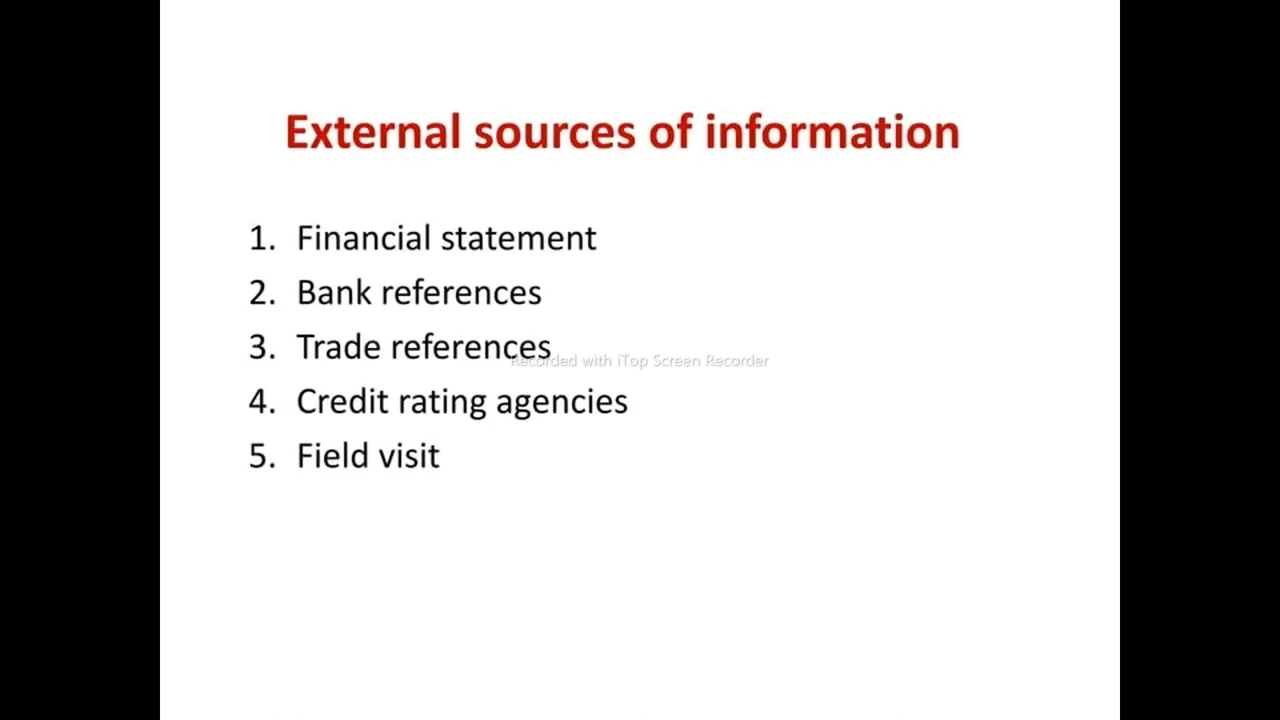 External sources of information
1. Financial statement
2. Bank references
3. Trade references
Recorded with iTop Screen Recorder
4. Credit rating agencies
5. Field visit